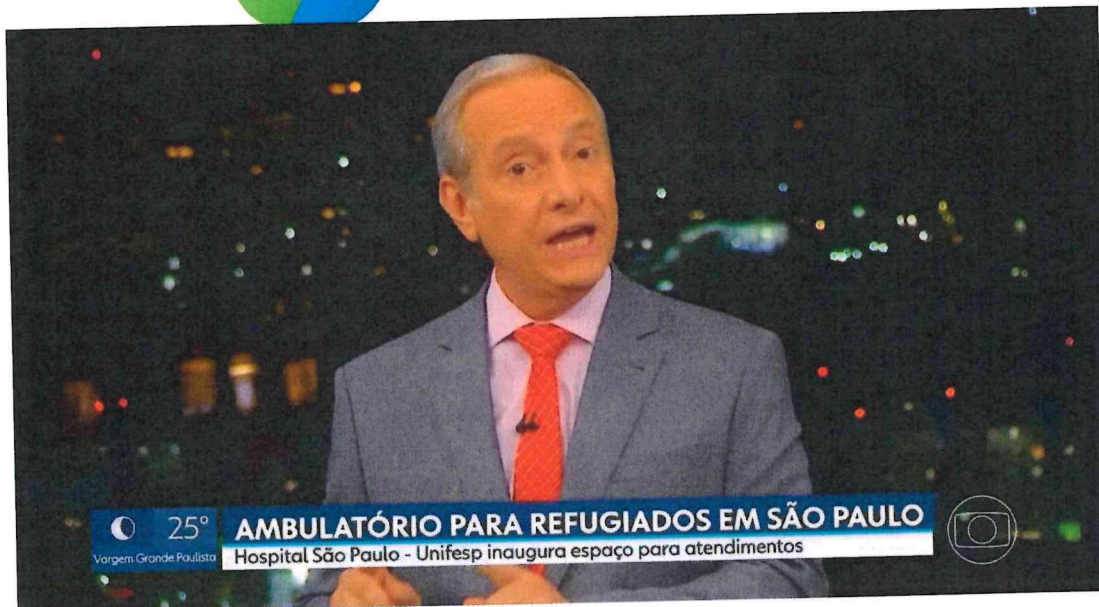 25°
Vargem Grande Paulista
AMBULATÓRIO PARA REFUGIADOS EM SÃO PAULO
Hospital São Paulo - Unifesp inaugura espaço para atendimentos